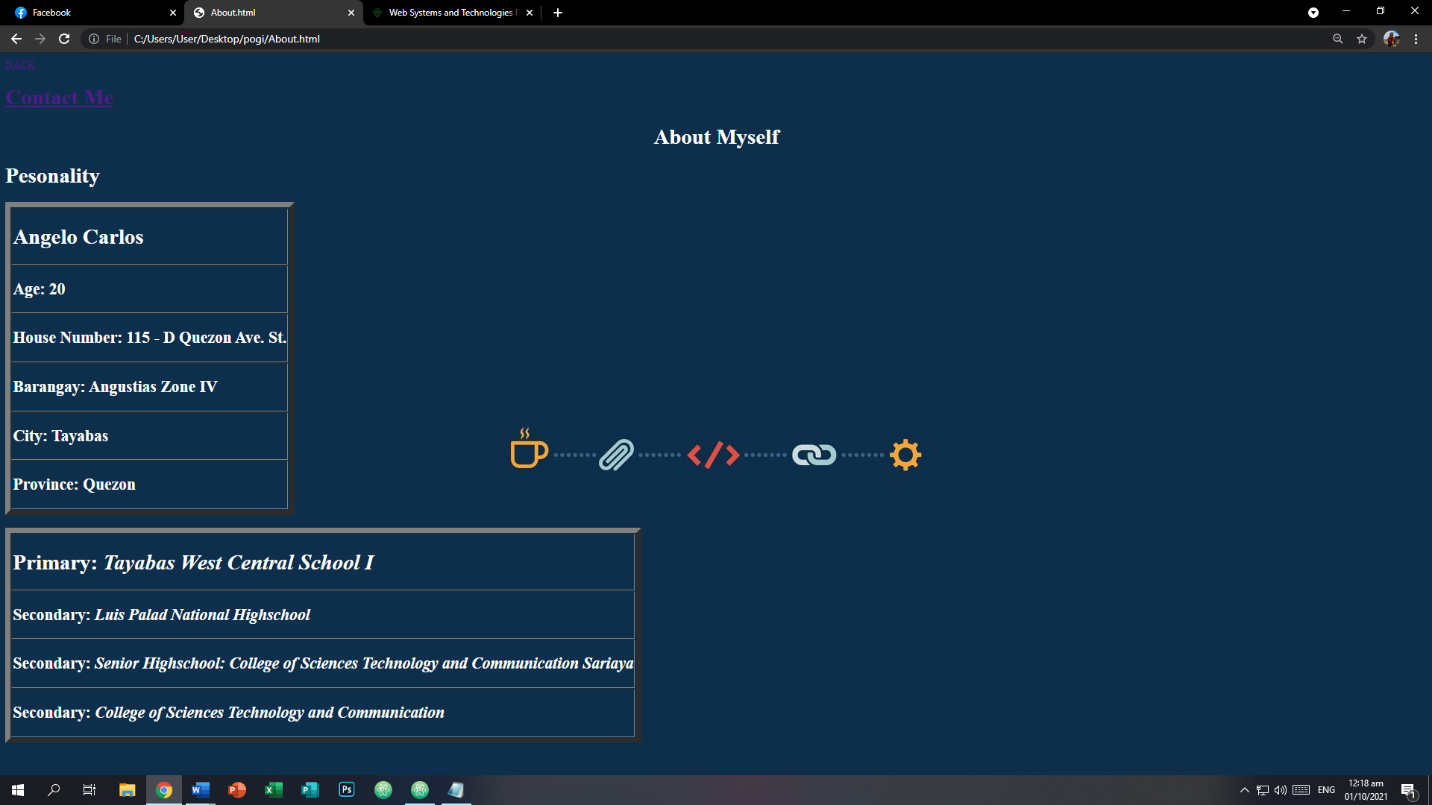 Facebook
About.html
Web Systems and Technologies
File
C:/Users/User/Desktop/pogi/About.html
BACK
Contact Me
About Myself
Pesonality
Angelo Carlos
Age: 20
House Number: 115 - D Quezon Ave. St.
Barangay: Angustias Zone IV
City: Tayabas
Province: Quezon
</>
Primary: Tayabas West Central School I
Secondary: Luis Palad National Highschool
Secondary: Senior Highschool: College of Sciences Technology and Communication Sariaya
Secondary: College of Sciences Technology and Communication
Ps
ENG
12:18 am
01/10/2021
1